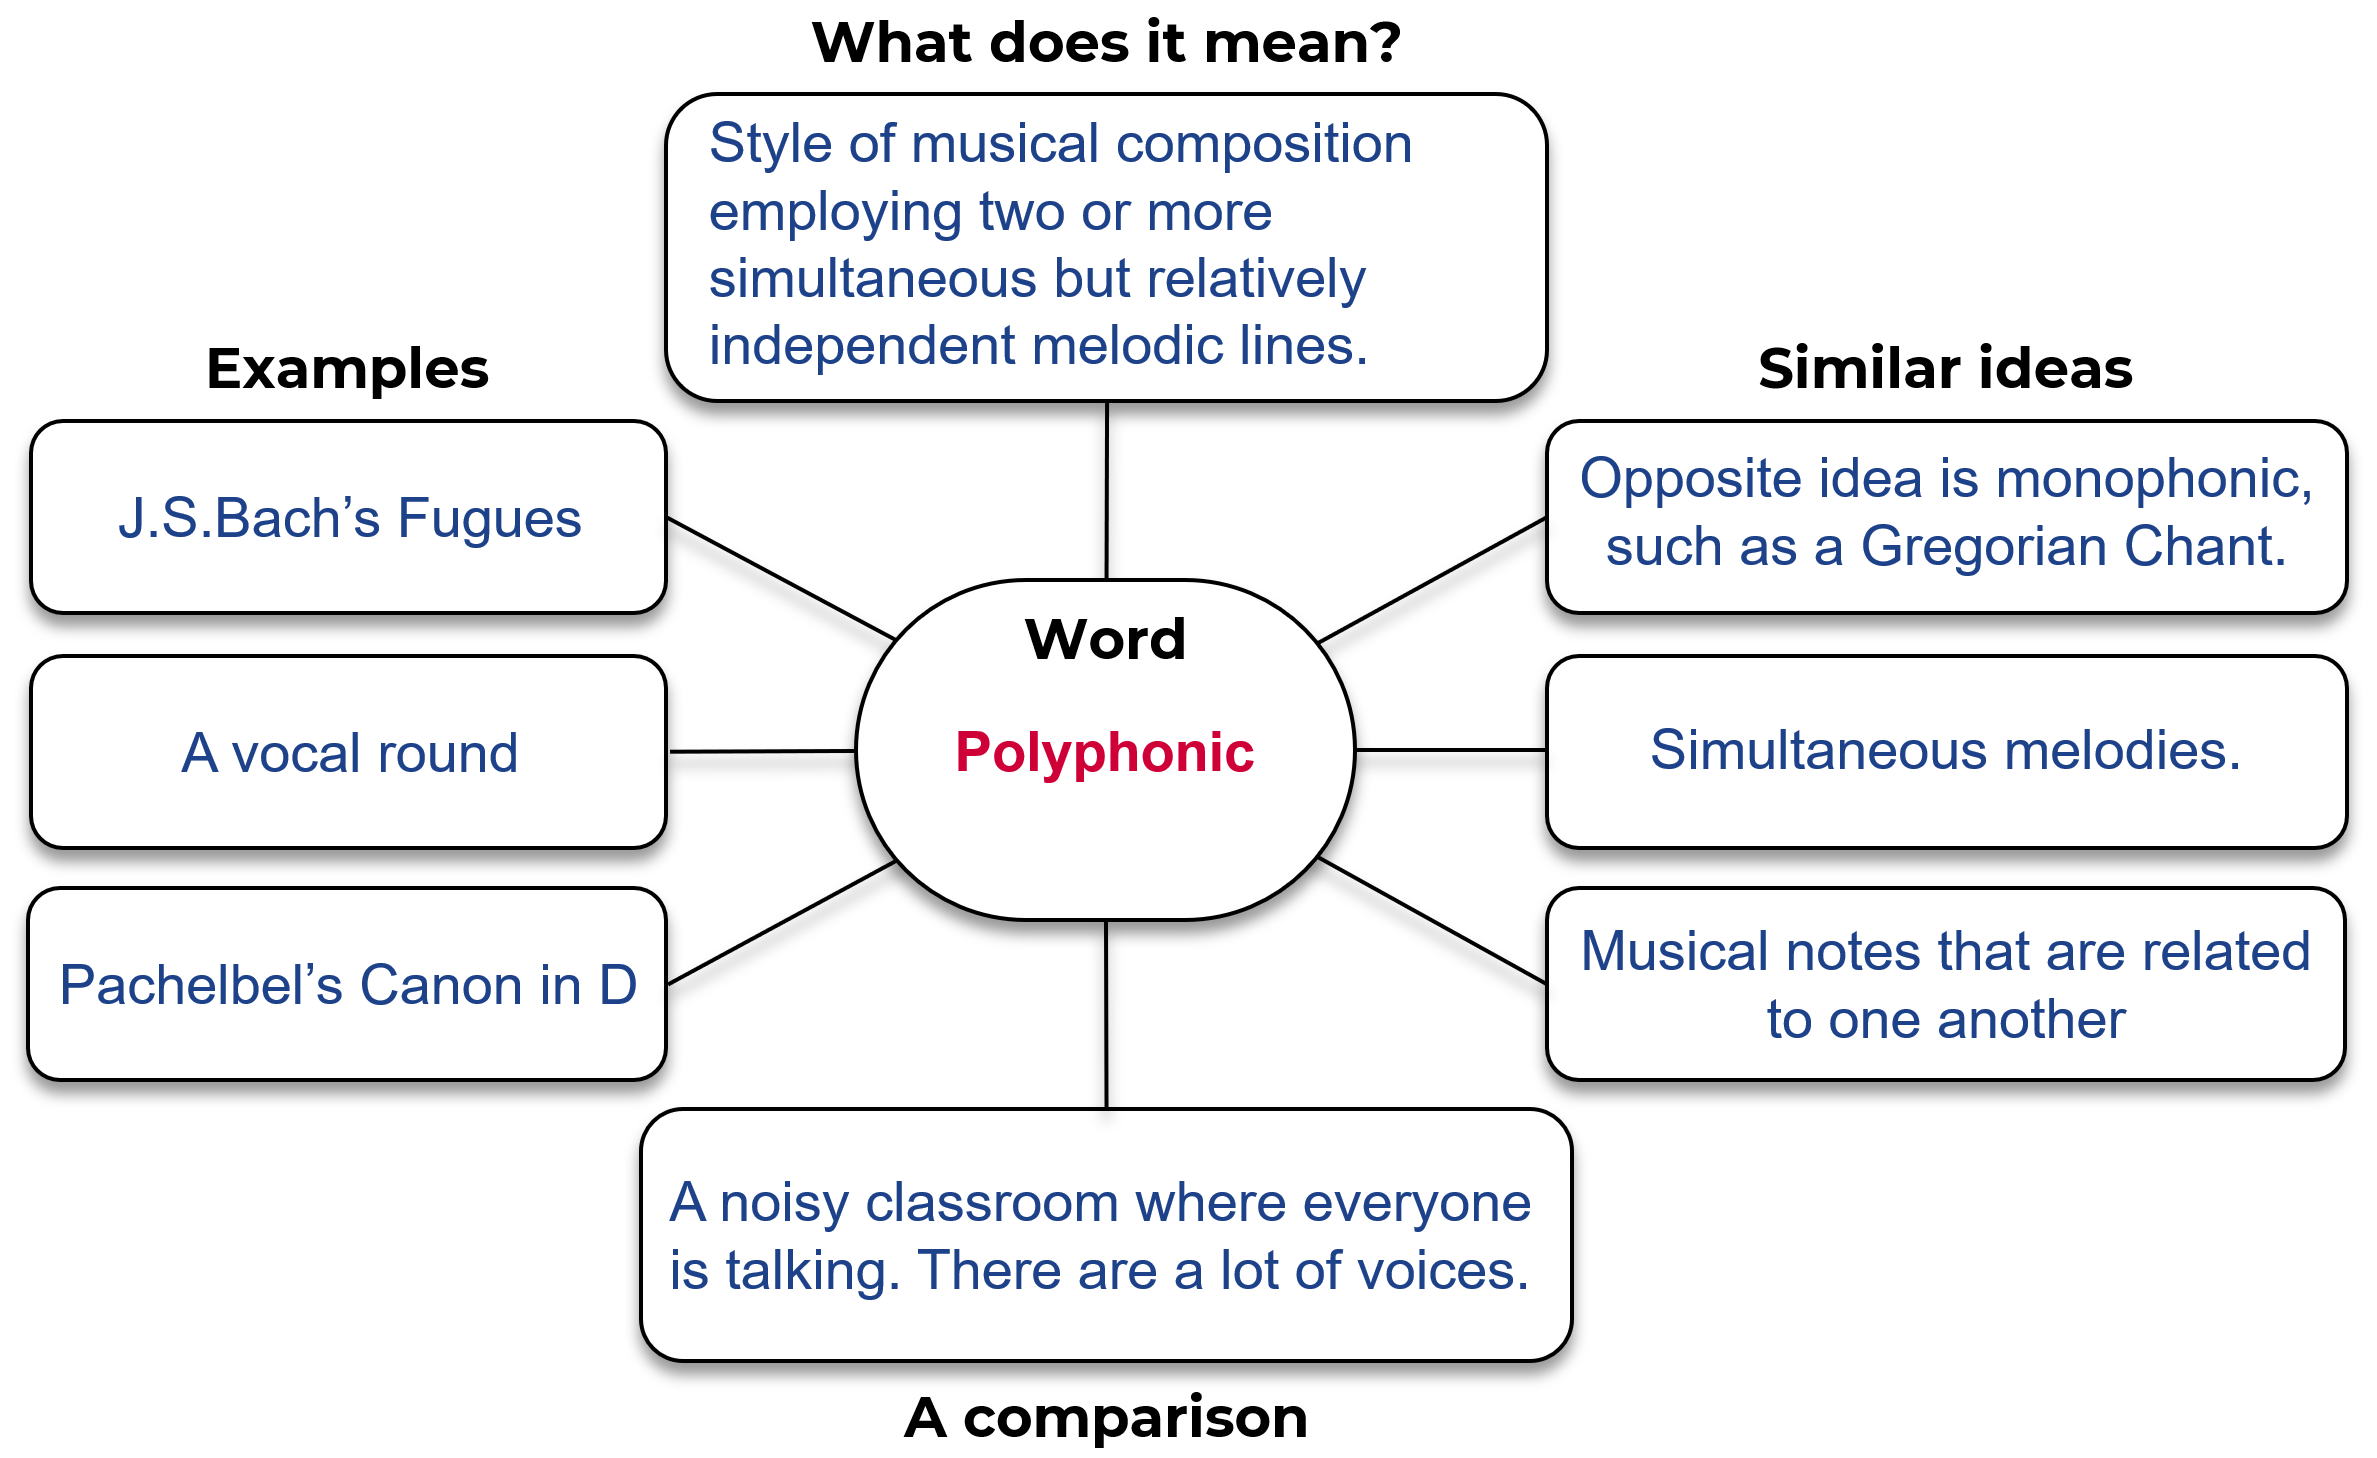 What does it mean?
Style of musical composition
employing two or more
simultaneous but relatively
independent melodic lines.
Examples
J.S.Bach’s Fugues
A vocal round
Pachelbel’s Canon in D
Word
Polyphonic
Similar ideas
Opposite idea is monophonic,
such as a Gregorian Chant.
Simultaneous melodies.
Musical notes that are related
to one another
A noisy classroom where everyone
is talking. There are a lot of voices.
A comparison